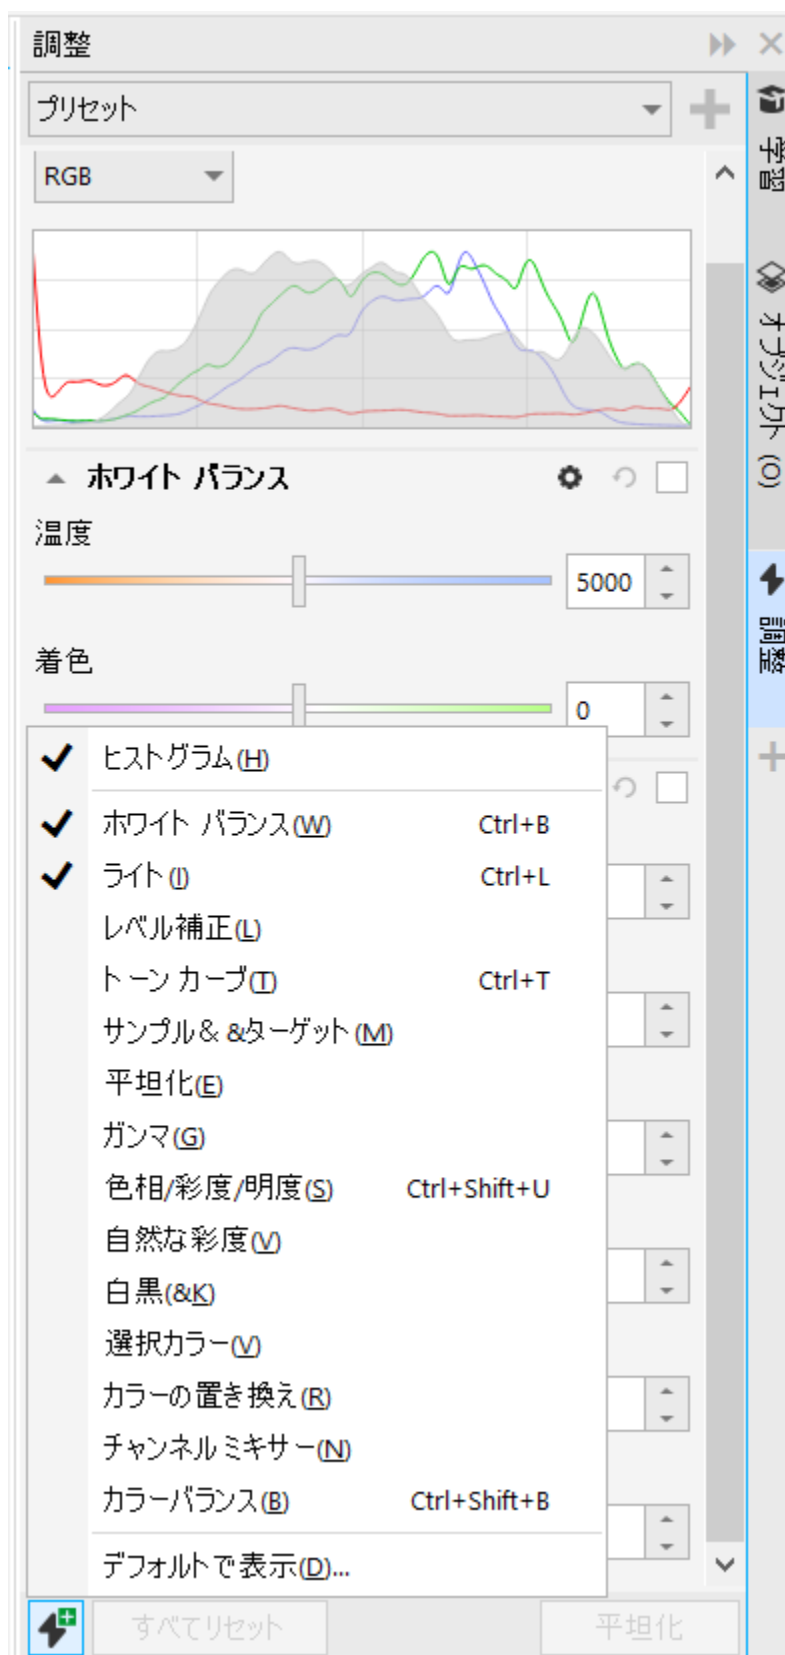 調整
プリセット
RGB
ホワイト バランス
温度
5000
着色
0
ヒストグラム(H)
ホワイト バランス(W) Ctrl+B
ライト(I) Ctrl+L
レベル補正(L)
トーン カーブ(T) Ctrl+T
サンプル& &ターゲット(M)
平坦化(E)
ガンマ(G)
色相/彩度/明度(S) Ctrl+Shift+U
自然な彩度(V)
白黒(&K)
選択カラー(V)
カラーの置き換え(R)
チャンネル ミキサー(N)
カラーバランス(B) Ctrl+Shift+B
デフォルトで表示(D)...
すべてリセット
平坦化
学習
オブジェクト (O)
調整